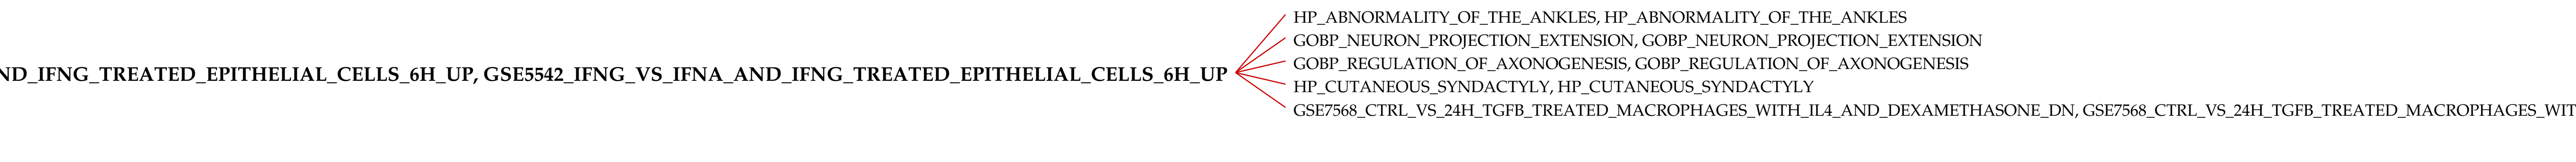 HP_ABNORMALITY_OF_THE_ANKLES, HP_ABNORMALITY_OF_THE_ANKLES
GOBP_NEURON_PROJECTION_EXTENSION, GOBP_NEURON_PROJECTION_EXTENSION
GOBP_REGULATION_OF_AXONOGENESIS, GOBP_REGULATION_OF_AXONOGENESIS
ND_IFNG_TREATED_EPITHELIAL_CELLS_6H_UP, GSE5542_IFNG_VS_IFNA_AND_IFNG_TREATED_EPITHELIAL_CELLS_6H_UP
HP_CUTANEOUS_SYNDACTYLY, HP_CUTANEOUS_SYNDACTYLY
GSE7568_CTRL_VS_24H_TGFB_TREATED_MACROPHAGES_WITH_IL4_AND_DEXAMETHASONE_DN, GSE7568_CTRL_VS_24H_TGFB_TREATED_MACROPHAGES_WIT